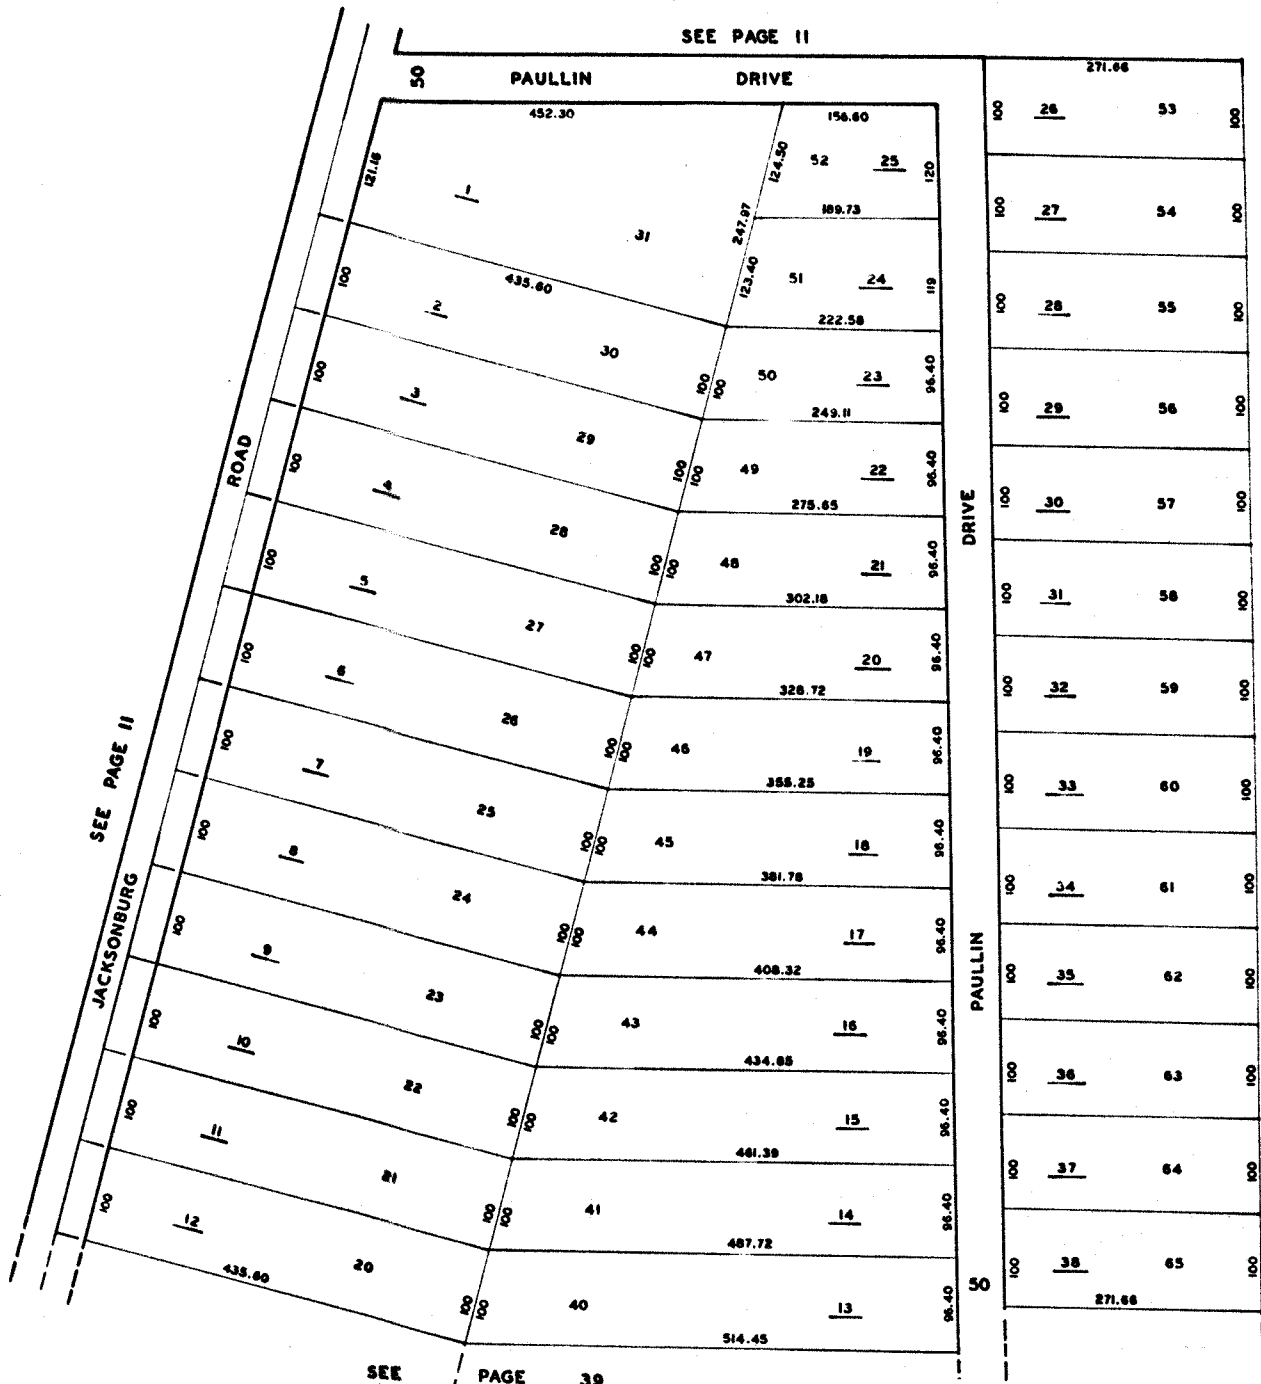 SEE PAGE 11
50 PAULLIN DRIVE
271.66
452.30 156.60
100 26 53 100
121.16 1 31
124.50 52 25 120
189.73
247.97
100 27 54 100
123.40 51 24 119
222.58
100 435.60 2 30
100 28 55 100
100 100 50 23 96.40
249.11
100 3 29
100 29 56 100
100 100 49 22 96.40
275.65
100 4 28
100 30 57 100
100 100 48 21 96.40
302.18
100 5 27
100 31 58 100
100 100 47 20 96.40
328.72
100 6 26
100 32 59 100
100 100 46 19 96.40
355.25
100 7 25
100 33 60 100
100 100 45 18 96.40
381.78
100 8 24
100 34 61 100
100 100 44 17 96.40
408.32
100 9 23
100 35 62 100
100 100 43 16 96.40
434.85
100 10 22
100 36 63 100
100 100 42 15 96.40
461.39
100 11 21
100 37 64 100
100 100 41 14 96.40
487.72
100 12 20
435.60
100 38 65 100
271.66
100 100 40 13 96.40
514.45
50
JACKSONBURG ROAD
SEE PAGE 11
PAULLIN DRIVE
SEE PAGE 39